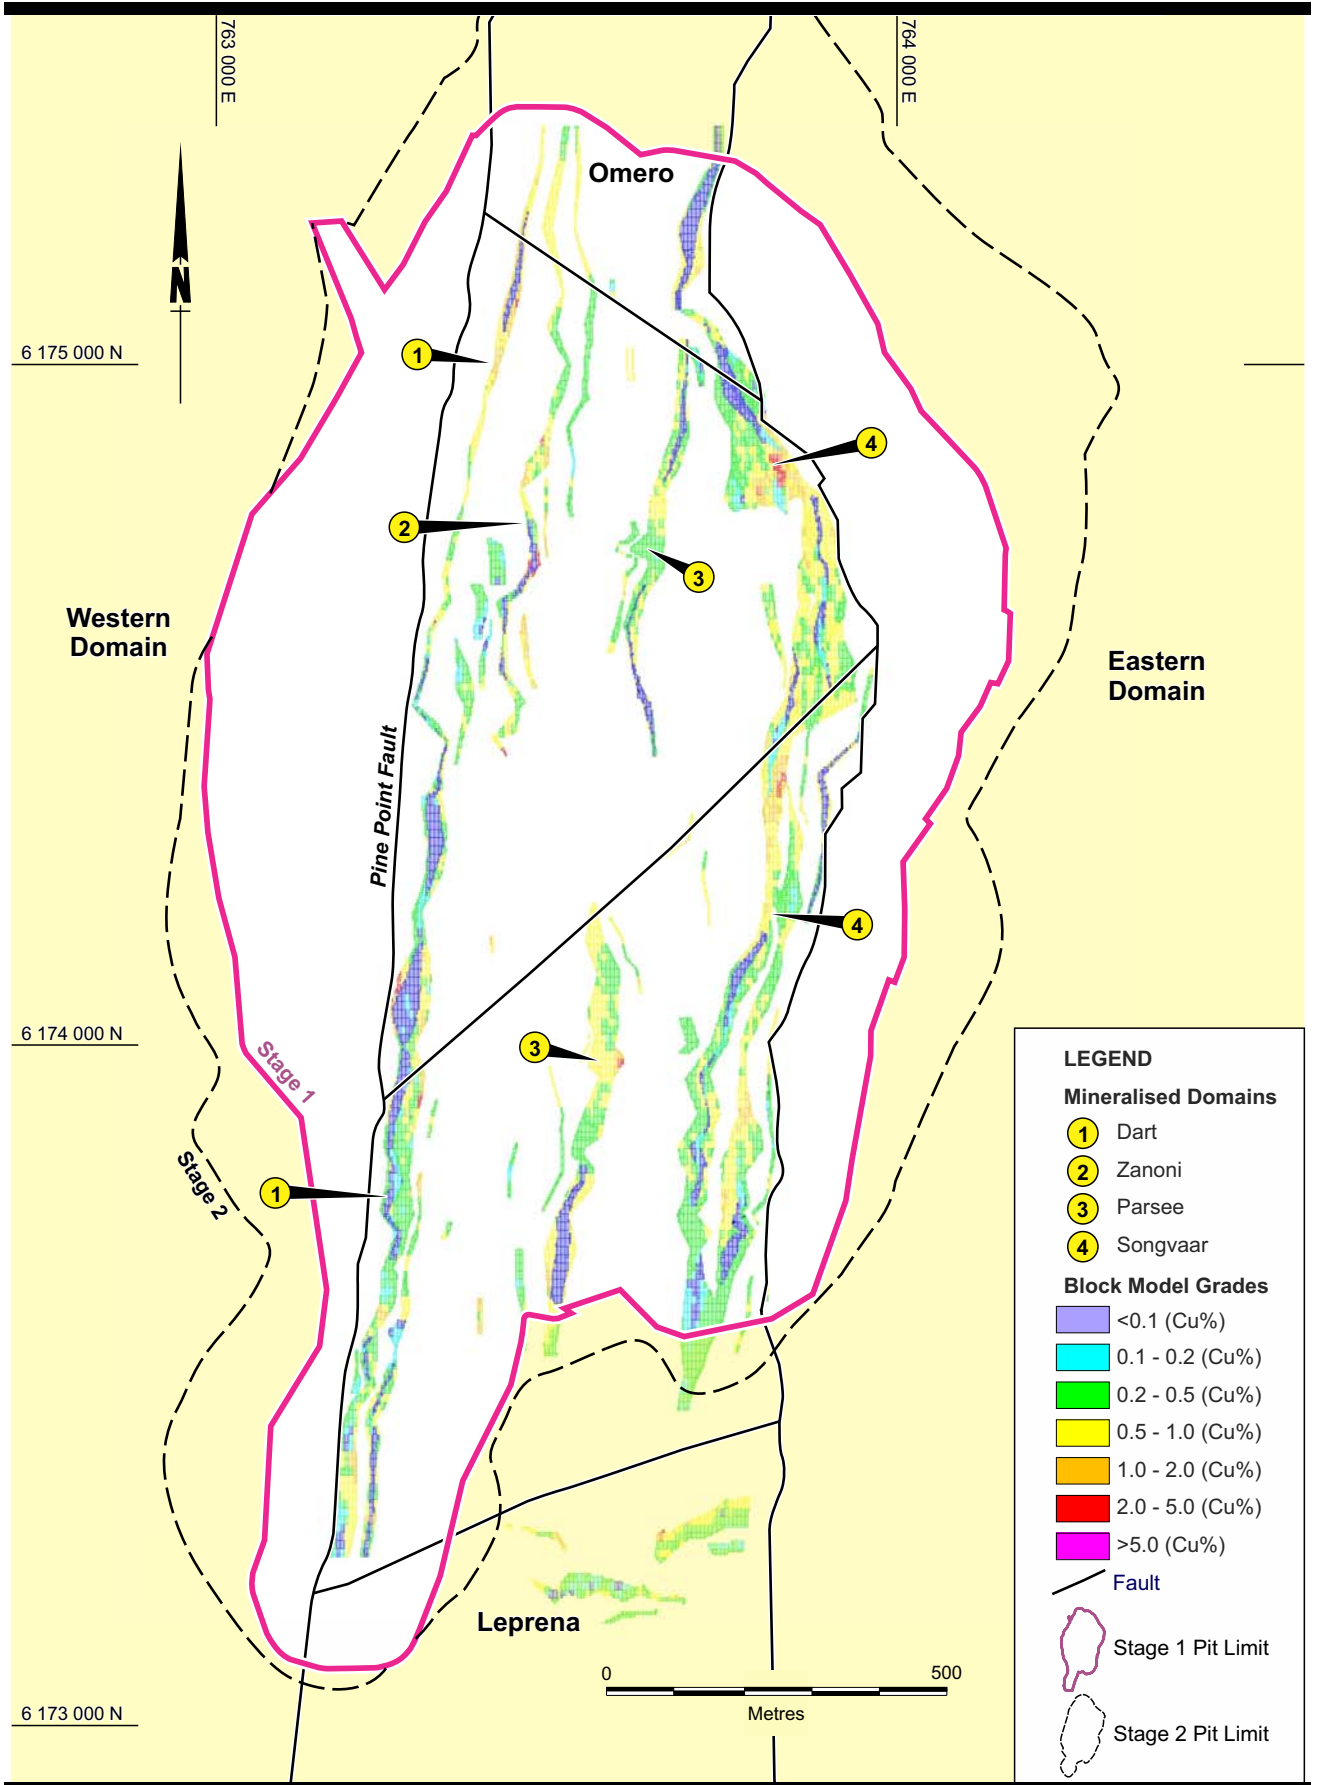 763 000 E
764 000 E
Omero
N
6 175 000 N
1
4
2
3
Western
Domain
Eastern
Domain
Pine Point Fault
4
6 174 000 N
3
Stage 1
Stage 2
1
Leprena
0
500
Metres
6 173 000 N
LEGEND
Mineralised Domains
1 Dart
2 Zanoni
3 Parsee
4 Songvaar
Block Model Grades
<0.1 (Cu%)
0.1 - 0.2 (Cu%)
0.2 - 0.5 (Cu%)
0.5 - 1.0 (Cu%)
1.0 - 2.0 (Cu%)
2.0 - 5.0 (Cu%)
>5.0 (Cu%)
Fault
Stage 1 Pit Limit
Stage 2 Pit Limit